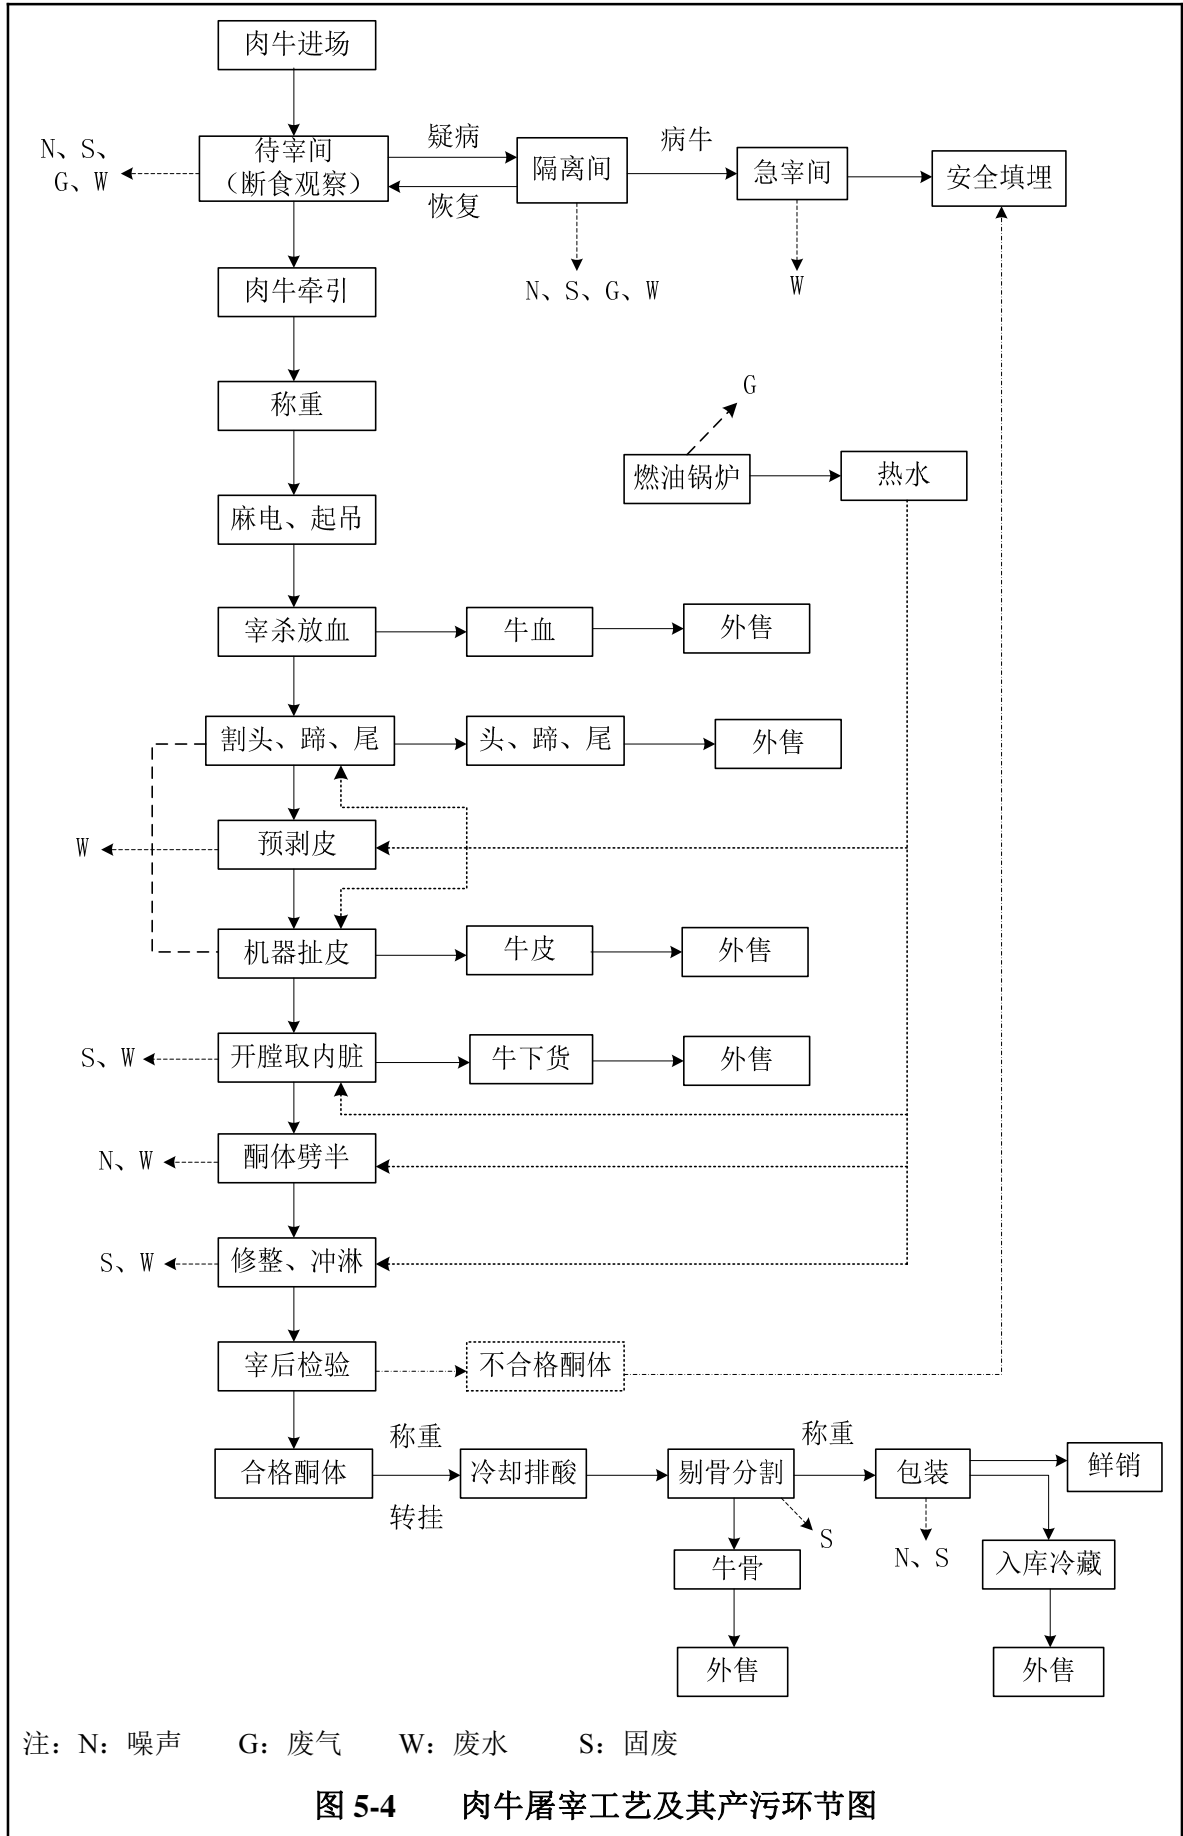 肉牛进场
N、S、
G、W
待宰间
（断食观察）
疑病
恢复
隔离间
病牛
急宰间
安全填埋
N、S、G、W
W
肉牛牵引
称重
G
燃油锅炉
热水
麻电、起吊
宰杀放血
牛血
外售
割头、蹄、尾
头、蹄、尾
外售
W
预剥皮
机器扯皮
牛皮
外售
S、W
开膛取内脏
牛下货
外售
N、W
酮体劈半
S、W
修整、冲淋
宰后检验
不合格酮体
合格酮体
称重
转挂
冷却排酸
剔骨分割
称重
包装
鲜销
S
N、S
牛骨
入库冷藏
外售
外售
注：N：噪声 G：废气 W：废水 S：固废
图 5-4 肉牛屠宰工艺及其产污环节图